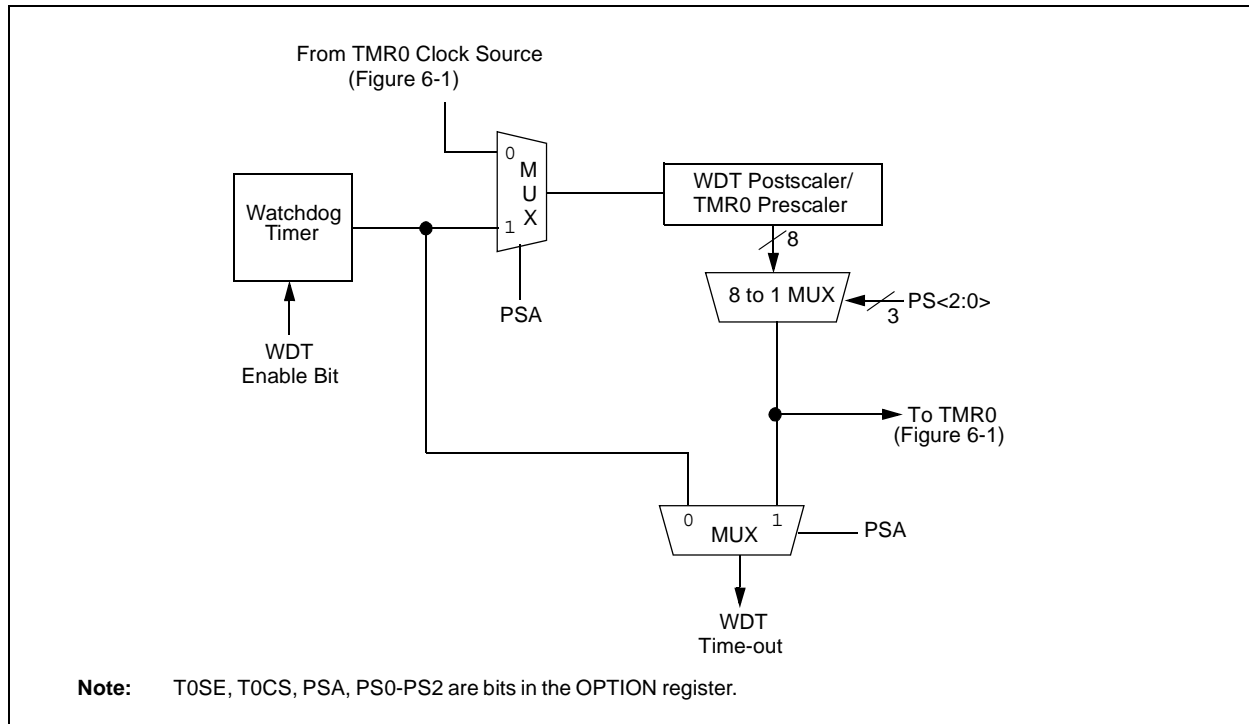 From TMR0 Clock Source
(Figure 6-1)
0
M
U
X
1
Watchdog
Timer
WDT Postscaler/
TMR0 Prescaler
8
8 to 1 MUX
PS<2:0>
3
PSA
WDT
Enable Bit
To TMR0
(Figure 6-1)
0
1
MUX
PSA
WDT
Time-out
Note: T0SE, T0CS, PSA, PS0-PS2 are bits in the OPTION register.